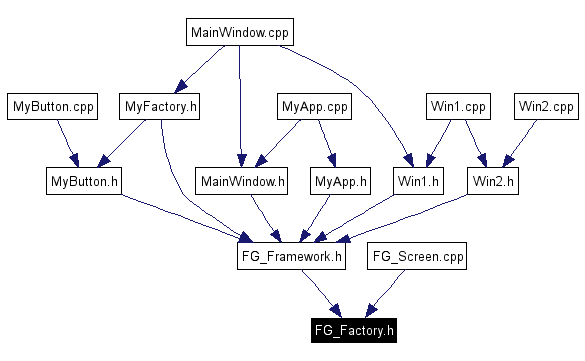 MainWindow.cpp
MyButton.cpp
MyFactory.h
MyApp.cpp
Win1.cpp
Win2.cpp
MyButton.h
MainWindow.h
MyApp.h
Win1.h
Win2.h
FG_Framework.h
FG_Screen.cpp
FG_Factory.h